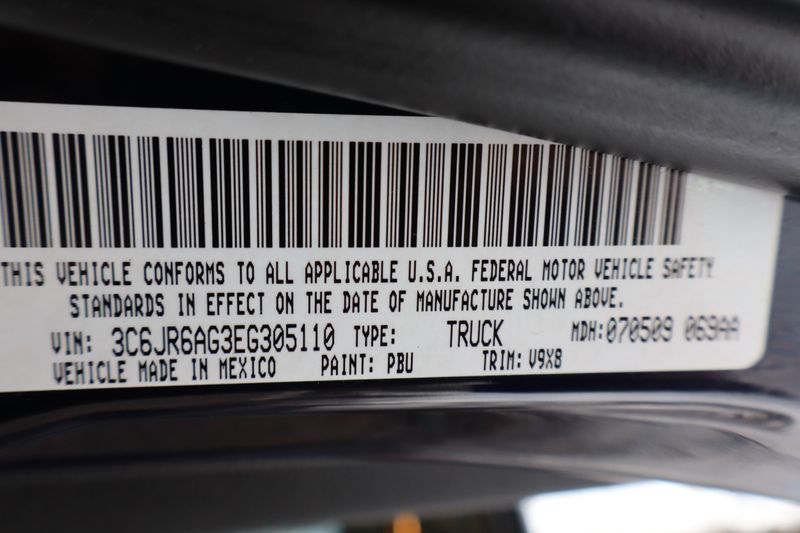 THIS VEHICLE CONFORMS TO ALL APPLICABLE U.S.A. FEDERAL MOTOR VEHICLE SAFETY
STANDARDS IN EFFECT ON THE DATE OF MANUFACTURE SHOWN ABOVE.
VIN: 3C6JR6AG3EG305110 TYPE: TRUCK MDH:070509 069AA
VEHICLE MADE IN MEXICO PAINT: PBU TRIM: V9X8